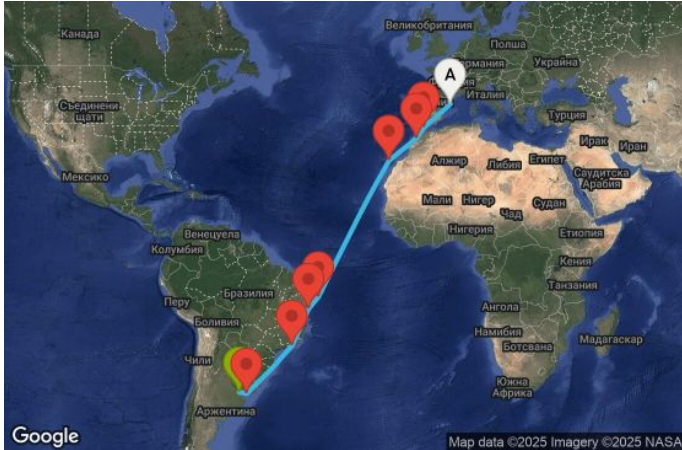 Канада
Великобритания
Полша
Украйна
Италия
Турция
Съединени
щати
Мексико
Алжир
Либия
Египет
Ирак
Иран
Саудитска
Арабия
Мали
Нигер
Чад
Судан
Нигерия
Етиопия
Кения
Танзания
Венецуела
Колумбия
Перу
Бразилия
Боливия
Чили
Аржентина
Ангола
Намибия
Ботсвана
Мадагаскар
Южна
Африка
A
Google
Map data ©2025 Imagery ©2025 NASA